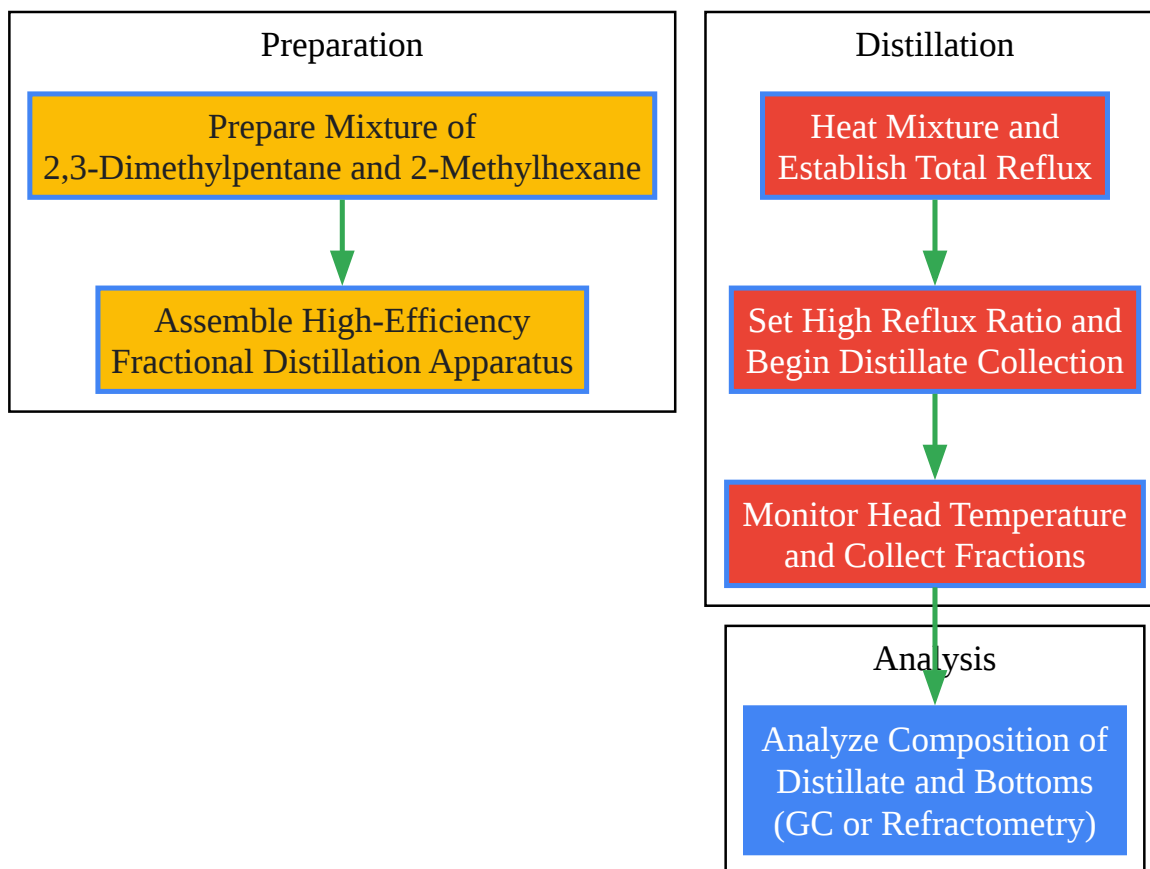 Preparation
Prepare Mixture of
2,3-Dimethylpentane and 2-Methylhexane
Assemble High-Efficiency
Fractional Distillation Apparatus
Distillation
Heat Mixture and
Establish Total Reflux
Set High Reflux Ratio and
Begin Distillate Collection
Monitor Head Temperature
and Collect Fractions
Analysis
Analyze Composition of
Distillate and Bottoms
(GC or Refractometry)